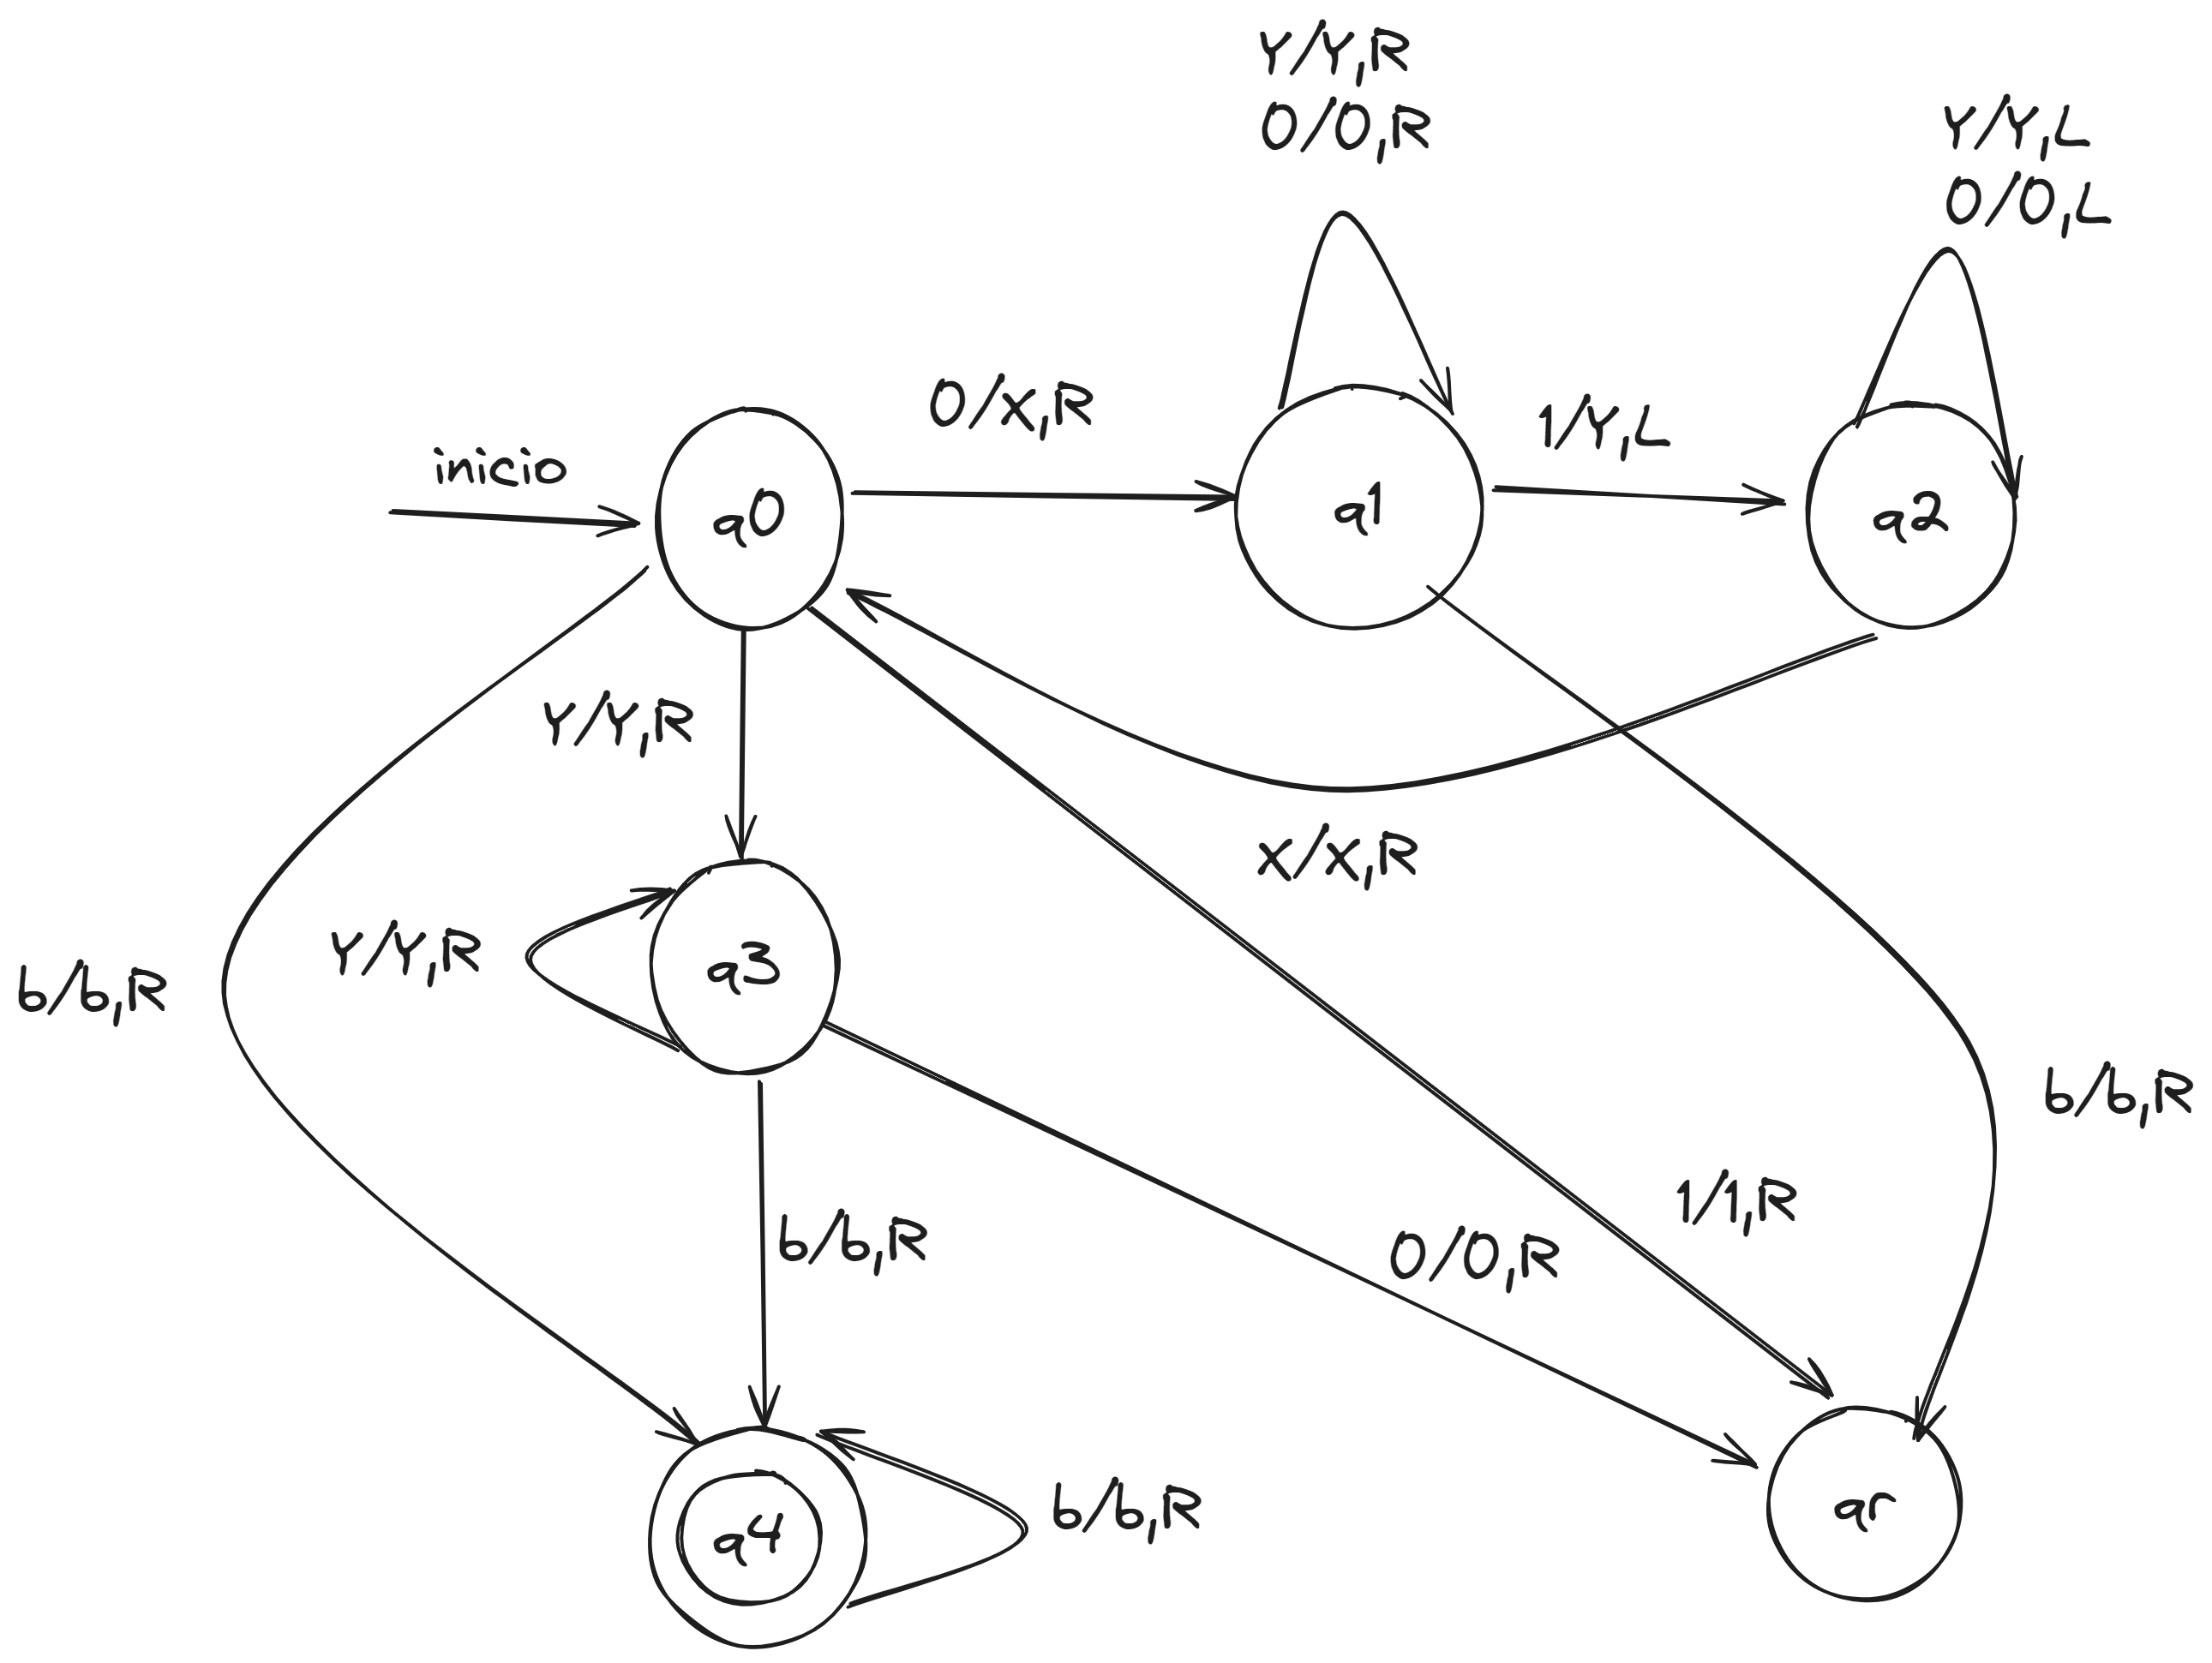 Y/Y,R
0/0,R
Y/Y,L
0/0,L
0/x,R
1/Y,L
inicio
q0
q1
q2
Y/Y,R
x/x,R
Y/Y,R
q3
b/b,R
b/b,R
1/1,R
b/b,R
0/0,R
b/b,R
q4
qr